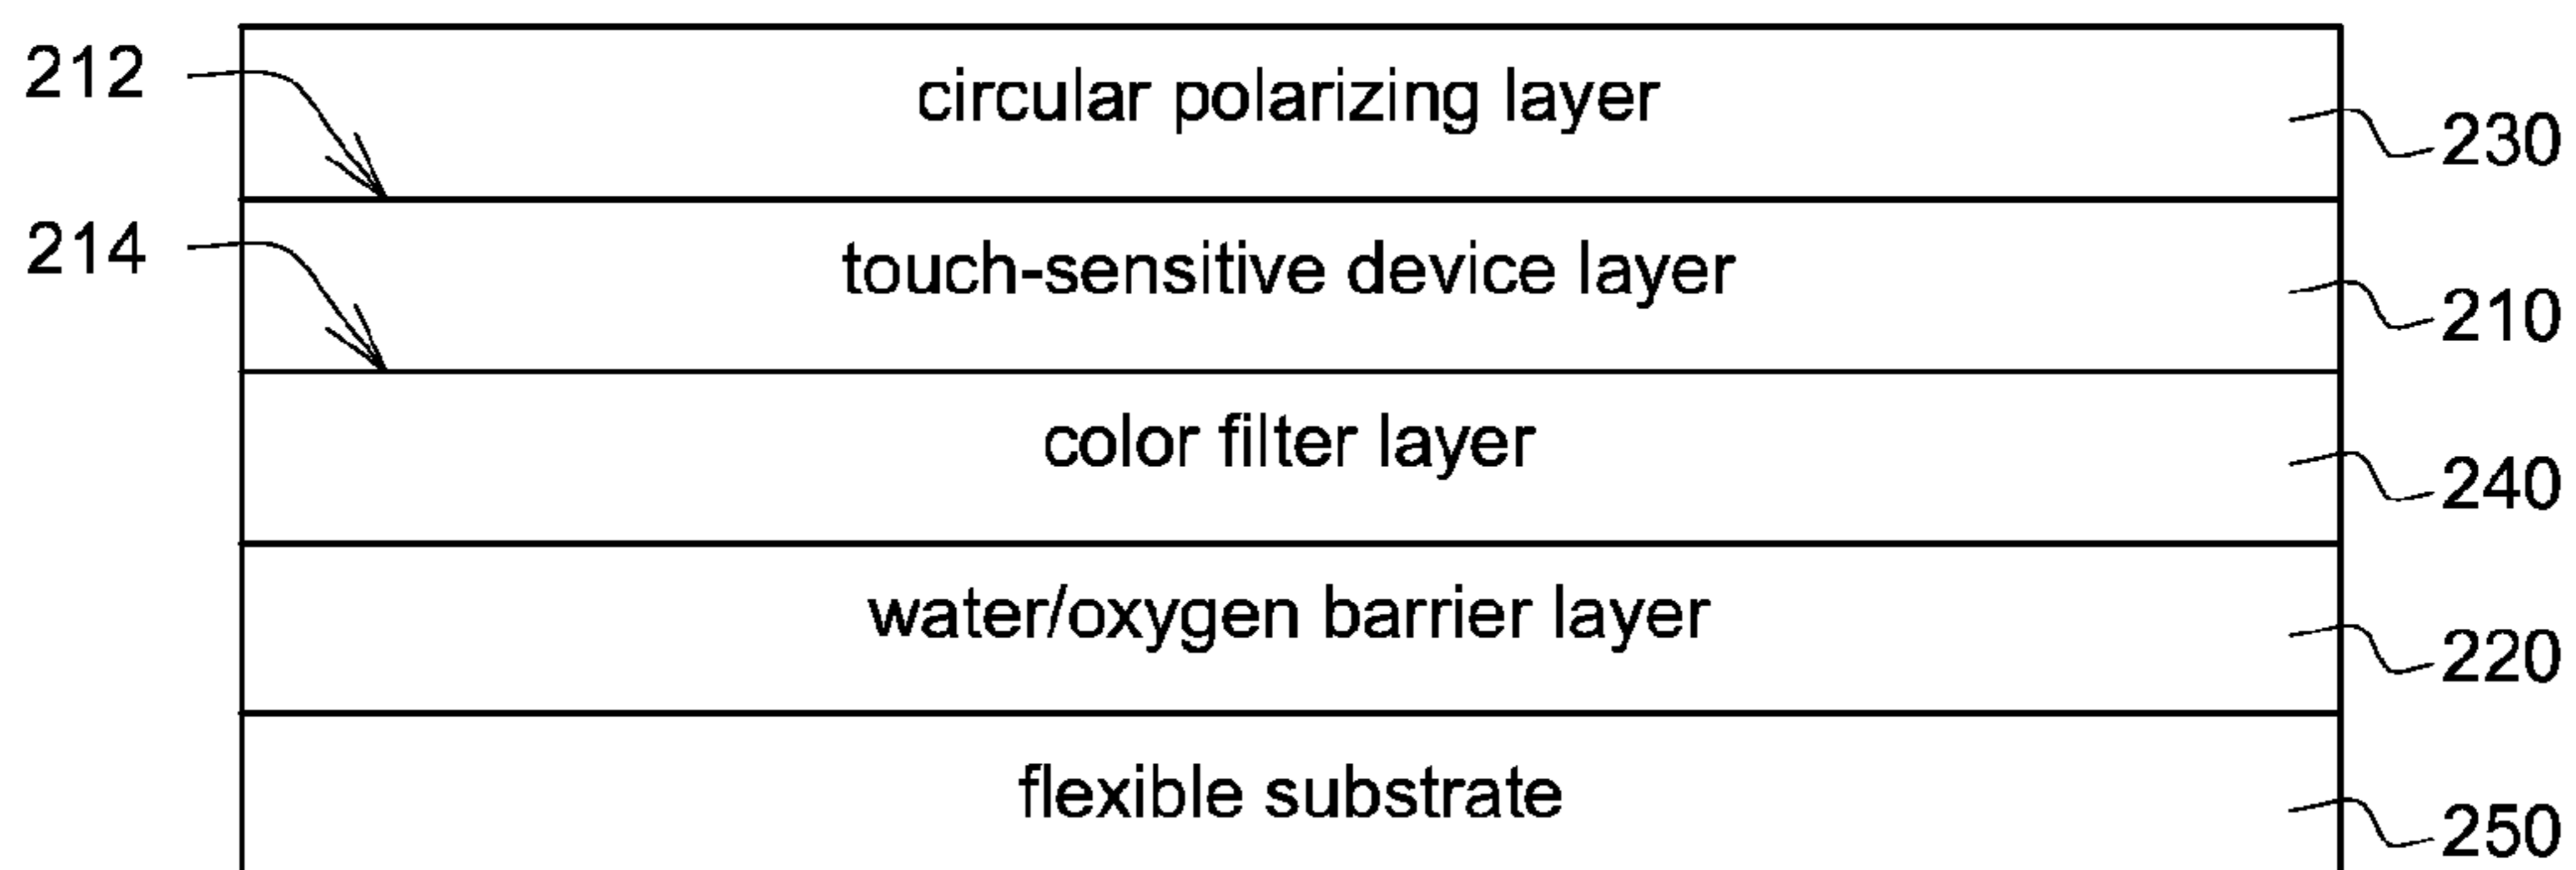 212
circular polarizing layer
230
214
touch-sensitive device layer
210
color filter layer
240
water/oxygen barrier layer
220
flexible substrate
250